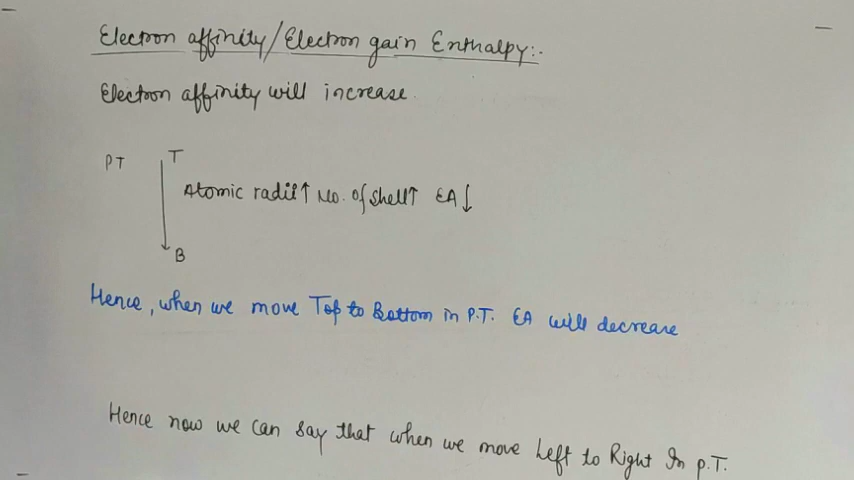 Electron affinity/Electron gain Enthalpy:-
Electron affinity will increase.
PT T
Atomic radii↑ No. of shell↑ EA↓
B
Hence, when we move Top to Bottom in P.T. EA will decrease
Hence now we can say that when we move Left to Right In P.T.